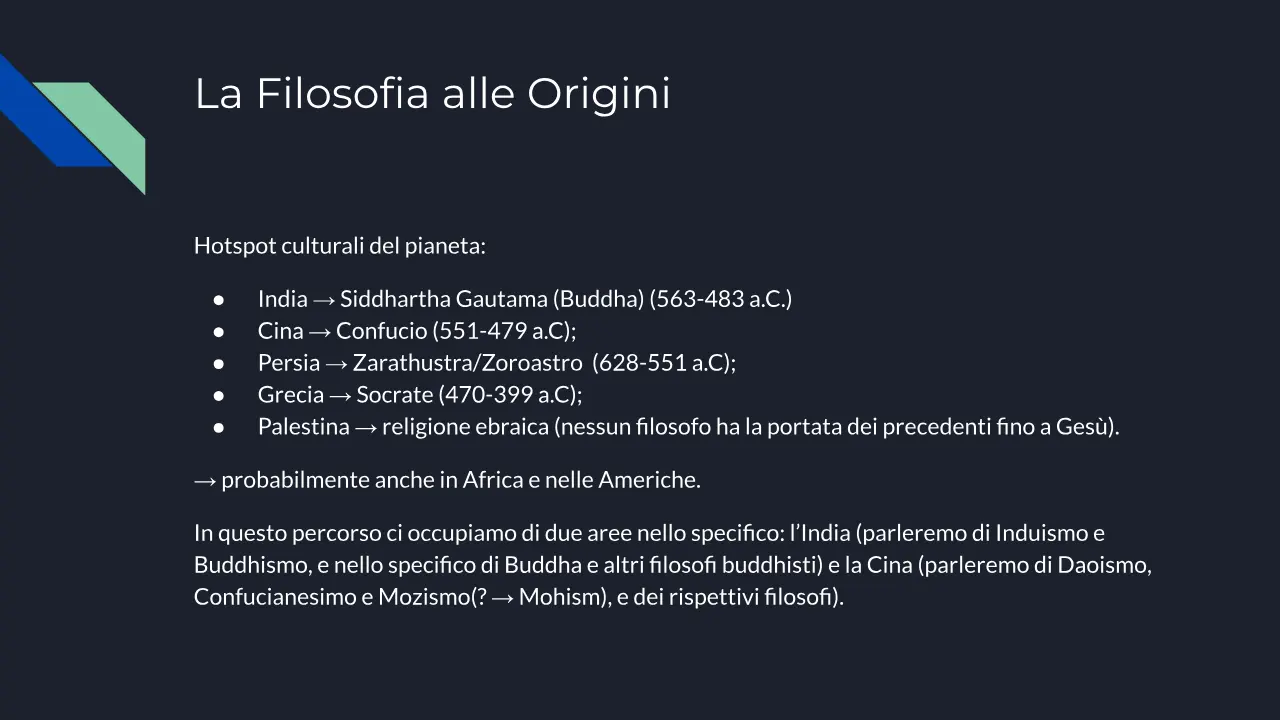 La Filosofia alle Origini
Hotspot culturali del pianeta:
● India → Siddhartha Gautama (Buddha) (563-483 a.C.)
● Cina → Confucio (551-479 a.C);
● Persia → Zarathustra/Zoroastro  (628-551 a.C);
● Grecia → Socrate (470-399 a.C);
● Palestina → religione ebraica (nessun filosofo ha la portata dei precedenti fino a Gesù).
→ probabilmente anche in Africa e nelle Americhe.
In questo percorso ci occupiamo di due aree nello specifico: l’India (parleremo di Induismo e
Buddhismo, e nello specifico di Buddha e altri filosofi buddhisti) e la Cina (parleremo di Daoismo,
Confucianesimo e Mozismo(? → Mohism), e dei rispettivi filosofi).